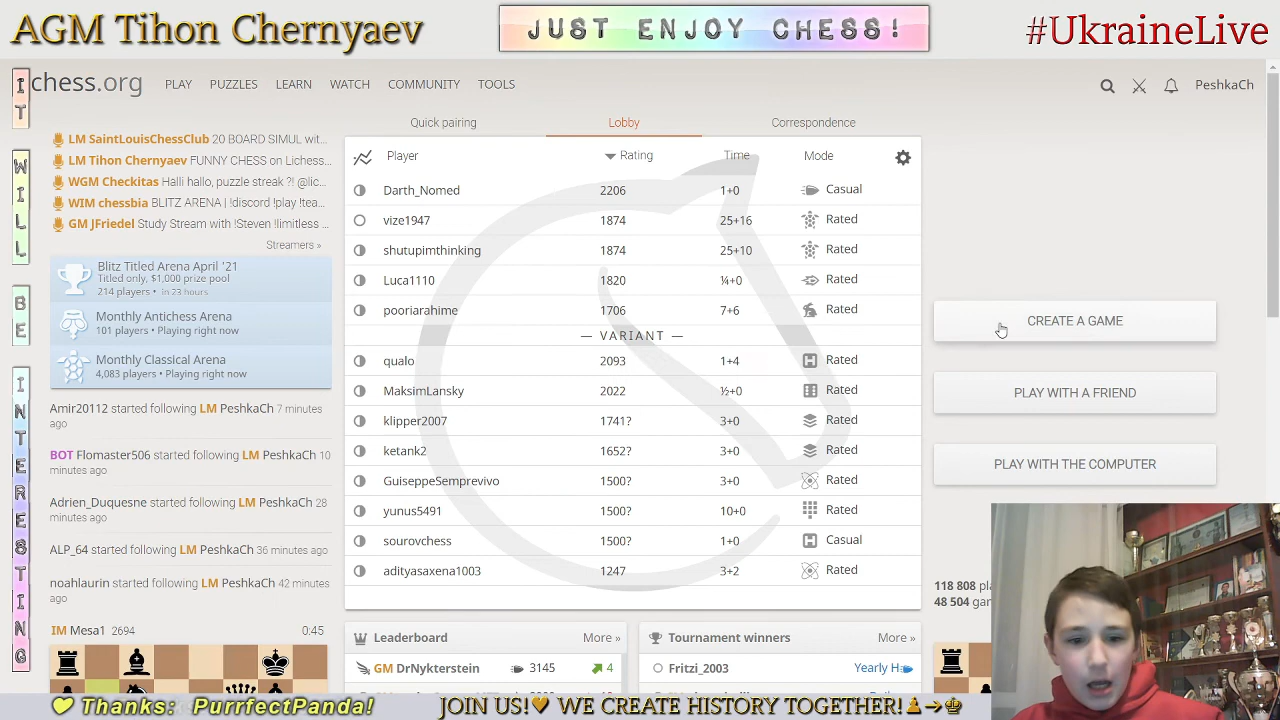 AGM Tihon Chernyaev
JUST ENJOY CHESS!
#UkraineLive
IT WILL BE INTERESTING
chess.org
PLAY PUZZLES LEARN WATCH COMMUNITY TOOLS
PeshkaCh
LM SaintLouisChessClub 20 BOARD SIMUL wit...
LM Tihon Chernyaev FUNNY CHESS on Lichess...
WGM Checkitas Halli hallo, puzzle streak ?! @lic...
WIM chessbia BLITZ ARENA | !discord !play !tea...
GM JFriedel Study Stream with !Steven !limitless ...
Streamers »
Blitz Titled Arena April '21
Titled only, $1,000 prize pool
214 players • in 23 hours
Monthly Antichess Arena
101 players • Playing right now
Monthly Classical Arena
4,083 players • Playing right now
Amir20112 started following LM PeshkaCh 7 minutes
ago
BOT Flomaster506 started following LM PeshkaCh 10
minutes ago
Adrien_Duquesne started following LM PeshkaCh 28
minutes ago
ALP_64 started following LM PeshkaCh 36 minutes ago
noahlaurin started following LM PeshkaCh 42 minutes
ago
IM Mesa1 2694 0:45
Quick pairing Lobby Correspondence
Player Rating Time Mode
Darth_Nomed 2206 1+0 Casual
vize1947 1874 25+16 Rated
shutupimthinking 1874 25+10 Rated
Luca1110 1820 ¼+0 Rated
pooriarahime 1706 7+6 Rated
— VARIANT —
qualo 2093 1+4 Rated
MaksimLansky 2022 ½+0 Rated
klipper2007 1741? 3+0 Rated
ketank2 1652? 3+0 Rated
GuiseppeSemprevivo 1500? 3+0 Rated
yunus5491 1500? 10+0 Rated
sourovchess 1500? 1+0 Casual
adityasaxena1003 1247 3+2 Rated
Leaderboard More »
GM DrNykterstein 3145 4
Tournament winners More »
Fritzi_2003 Yearly H
CREATE A GAME
PLAY WITH A FRIEND
PLAY WITH THE COMPUTER
118 808 pla
48 504 gam
Thanks: PurrfectPanda!
JOIN US! WE CREATE HISTORY TOGETHER!